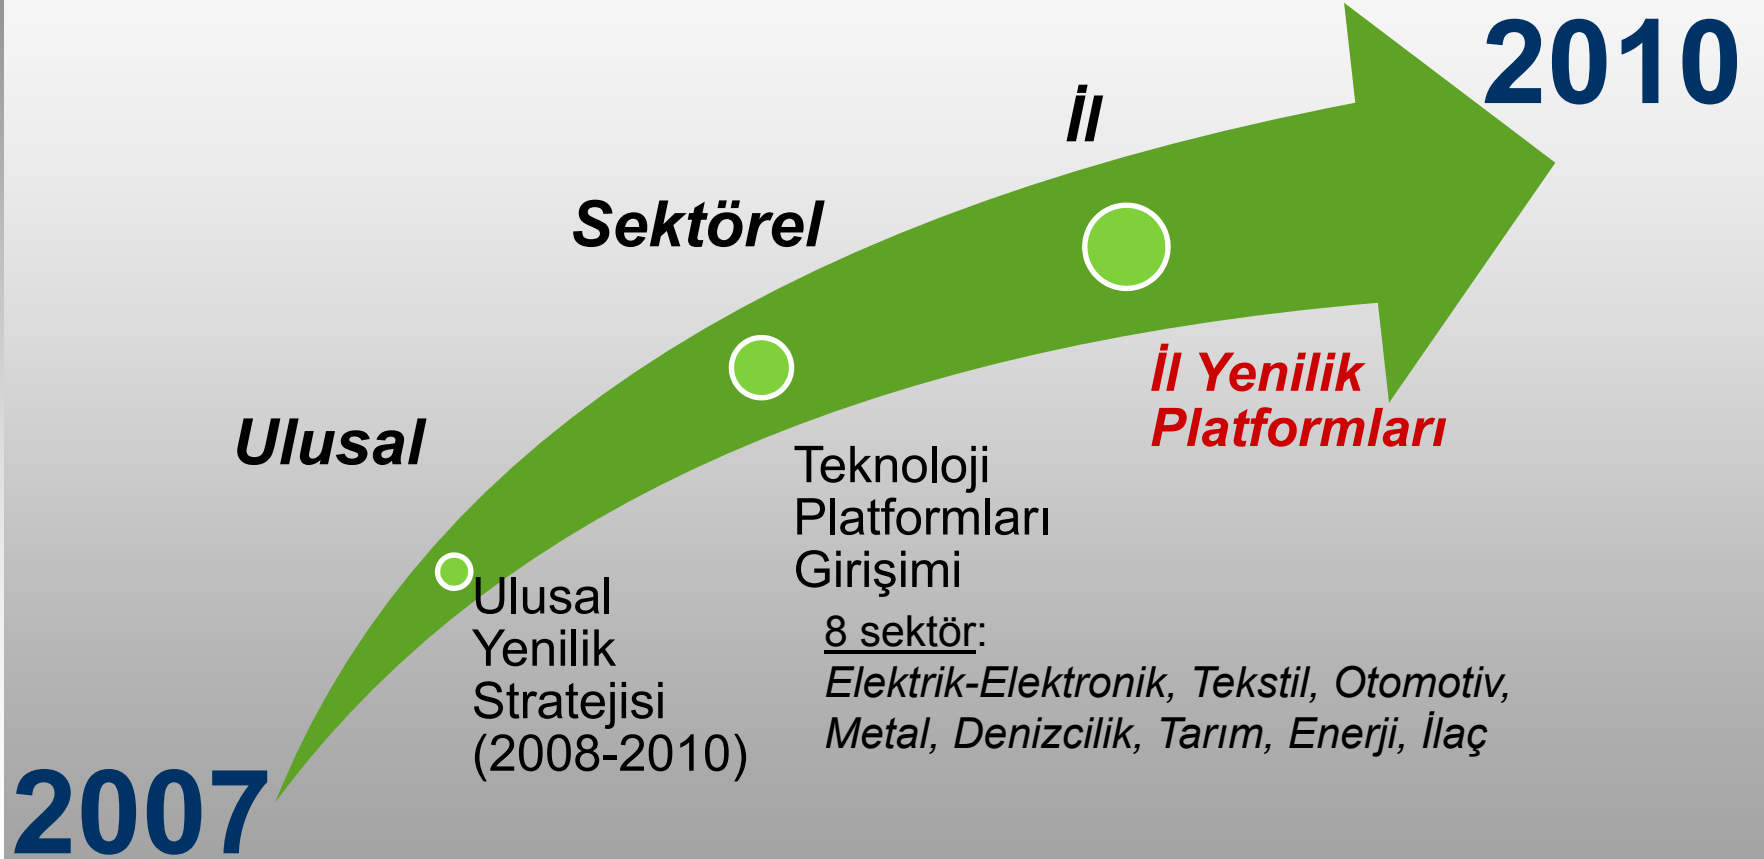 2010
İl
Sektörel
İl Yenilik
Platformları
Ulusal
Teknoloji
Platformları
Girişimi
Ulusal
Yenilik
Stratejisi
(2008-2010)
8 sektör:
Elektrik-Elektronik, Tekstil, Otomotiv,
Metal, Denizcilik, Tarım, Enerji, İlaç
2007